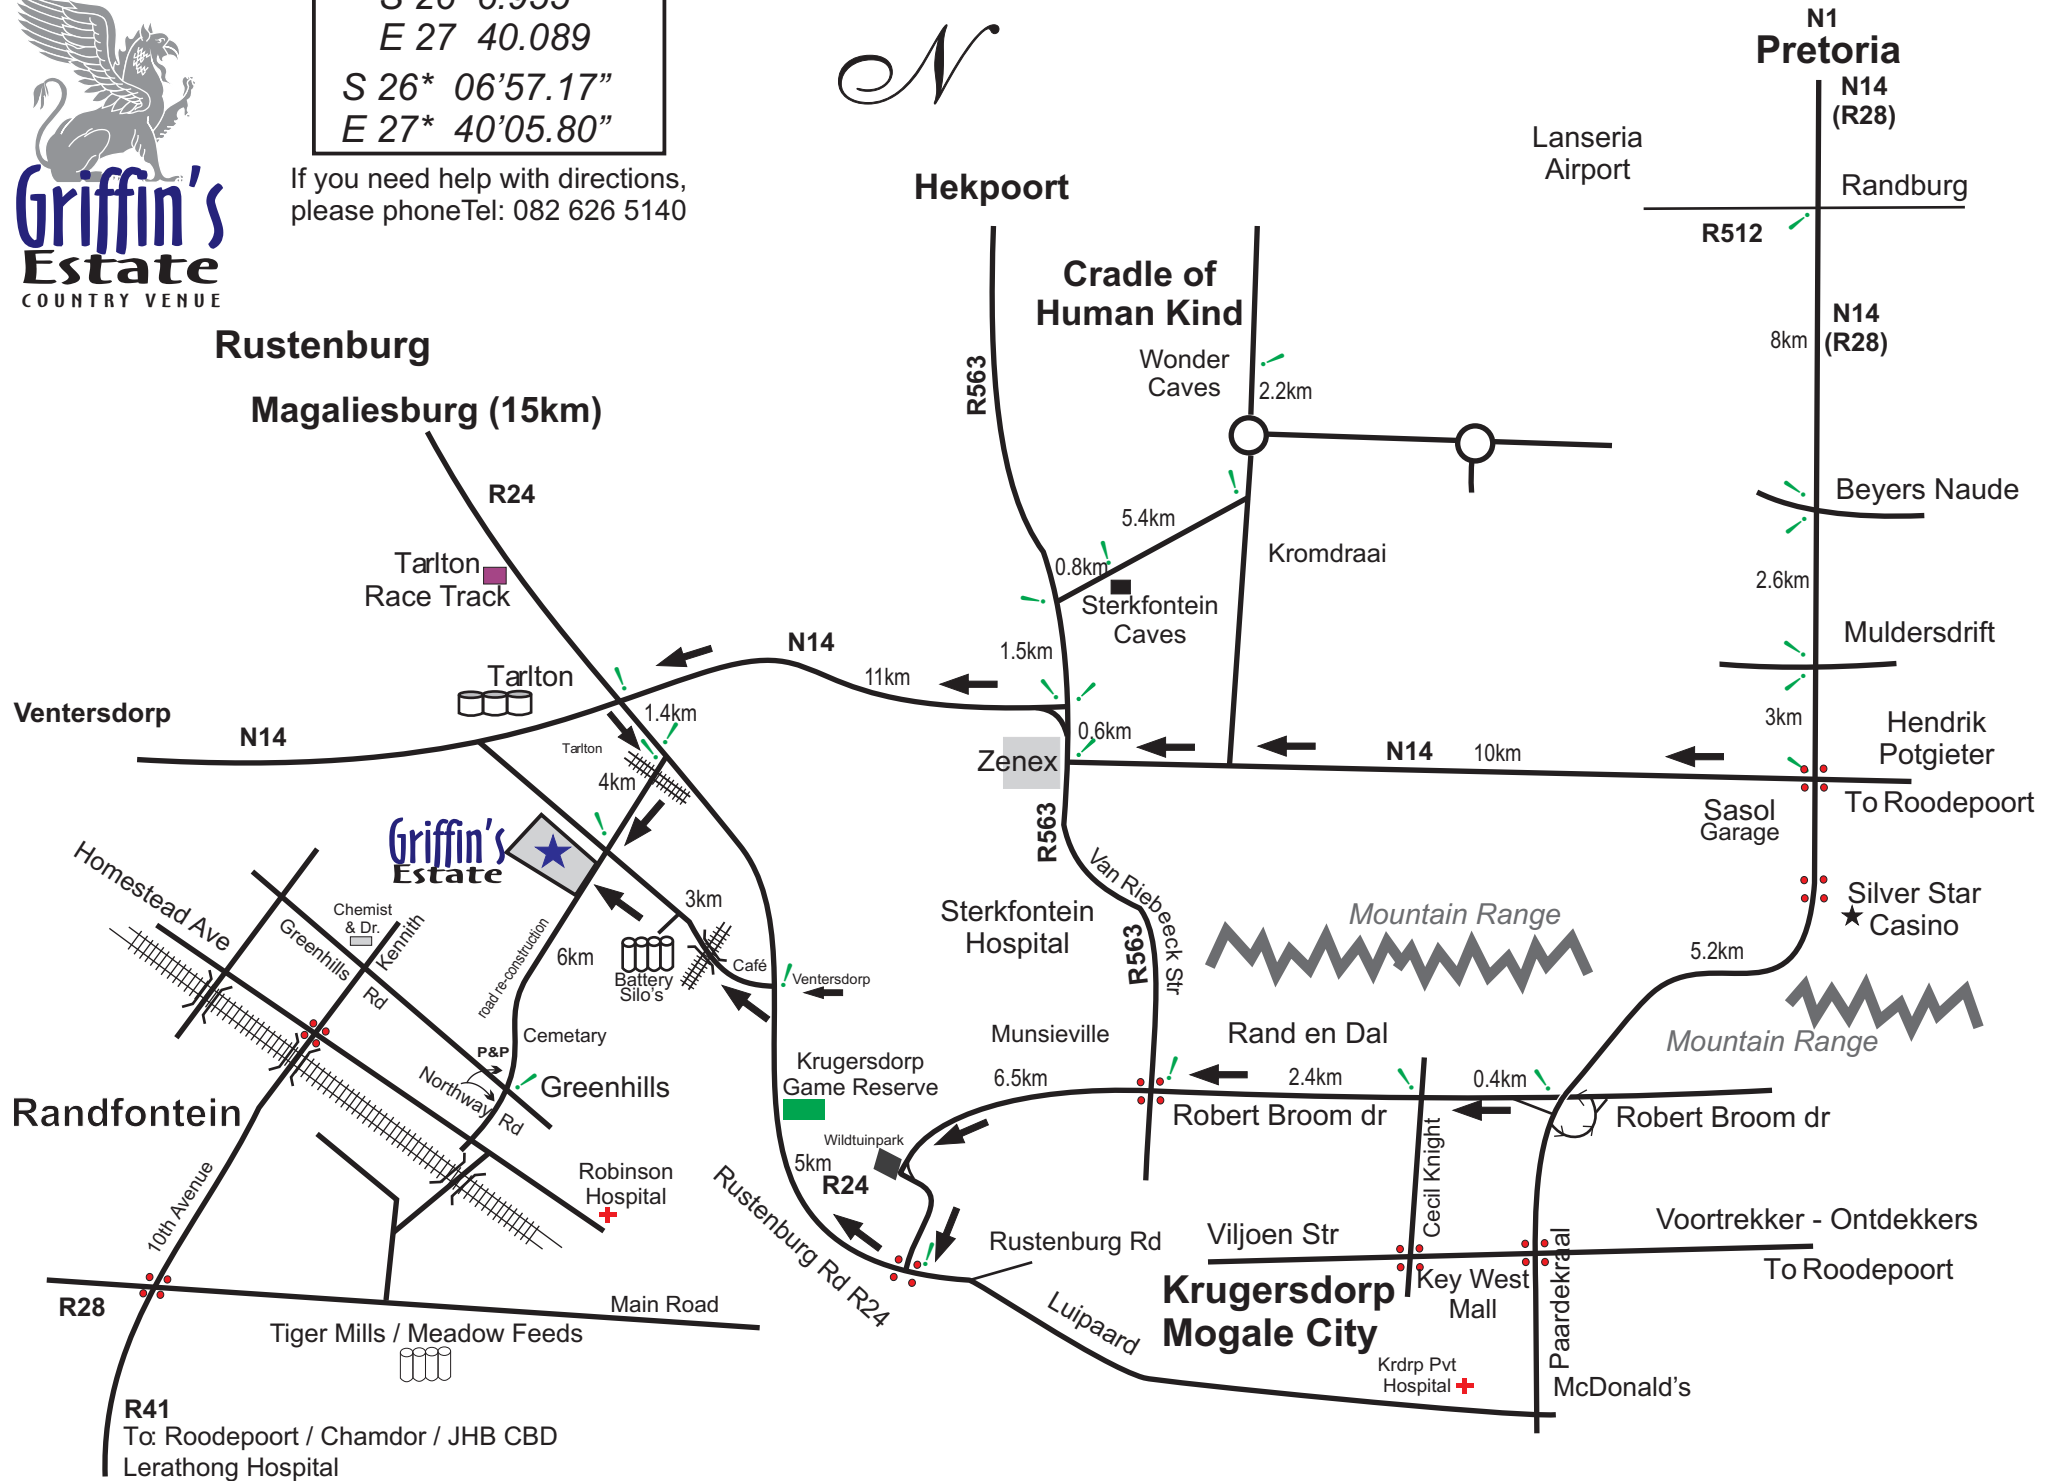 E 27 40.089
S 26* 06'57.17”
E 27* 40'05.80”
If you need help with directions,
please phoneTel: 082 626 5140
Griffin's
Estate
COUNTRY VENUE
N
N1
Pretoria
N14
(R28)
Lanseria
Airport
Randburg
R512
N14
(R28)
8km
Hekpoort
Cradle of
Human Kind
Wonder
Caves
2.2km
R563
Rustenburg
Magaliesburg (15km)
R24
Tarlton
Race Track
5.4km
0.8km
Kromdraai
Sterkfontein
Caves
Beyers Naude
2.6km
Muldersdrift
3km
Hendrik
Potgieter
To Roodepoort
Sasol
Garage
N14
11km
1.5km
0.6km
Zenex
N14
10km
Tarlton
Ventersdorp
N14
1.4km
Tarlton
4km
Griffin's
Estate
R563
Van Riebeeck Str
R563
Sterkfontein
Hospital
Mountain Range
Silver Star
Casino
5.2km
Mountain Range
Homestead Ave
Greenhills
Rd
Chemist
& Dr.
Kennith
road re-construction
6km
3km
Battery
Silo's
Café
Ventersdorp
Cemetary
P&P
Northway
Rd
Greenhills
Randfontein
Krugersdorp
Game Reserve
Munsieville
6.5km
Rand en Dal
2.4km
0.4km
Robert Broom dr
Robert Broom dr
Wildtuinpark
5km
R24
Rustenburg Rd R24
Robinson
Hospital
10th Avenue
Cecil Knight
Rustenburg Rd
Viljoen Str
Voortrekker - Ontdekkers
To Roodepoort
Krugersdorp
Mogale City
Key West
Mall
Paardekraal
Luipaard
Krdrp Pvt
Hospital
McDonald's
R28
Main Road
Tiger Mills / Meadow Feeds
R41
To: Roodepoort / Chamdor / JHB CBD
Lerathong Hospital